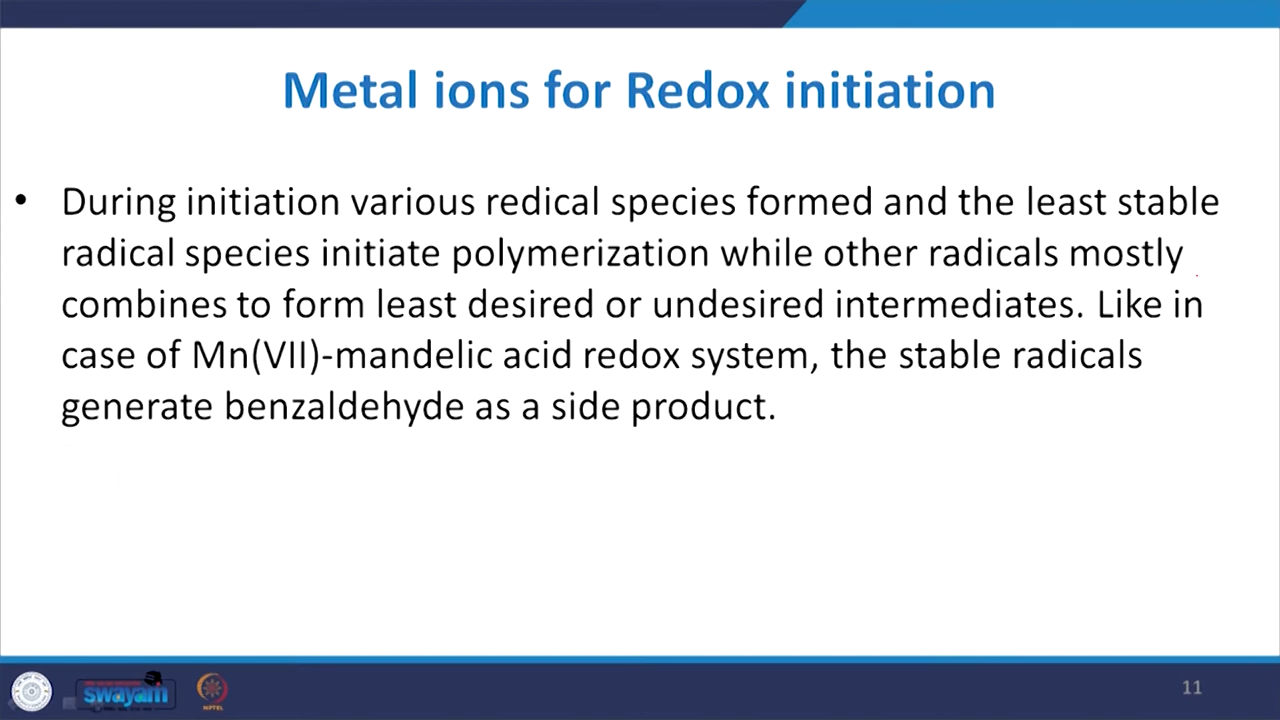 Metal ions for Redox initiation
• During initiation various redical species formed and the least stable
radical species initiate polymerization while other radicals mostly
combines to form least desired or undesired intermediates. Like in
case of Mn(VII)-mandelic acid redox system, the stable radicals
generate benzaldehyde as a side product.
swayam
NPTEL
11